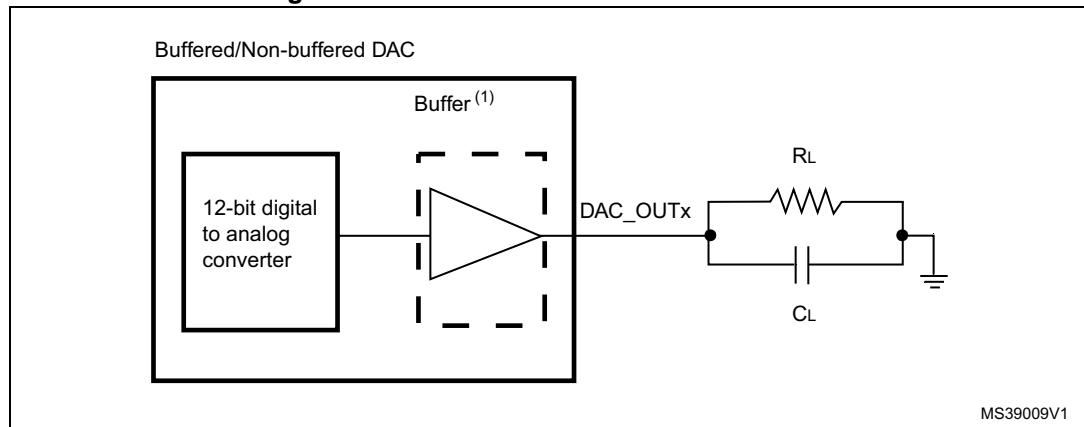 Buffered/Non-buffered DAC
Buffer (1)
12-bit digital
to analog
converter
DAC_OUTx
RL
CL
MS39009V1